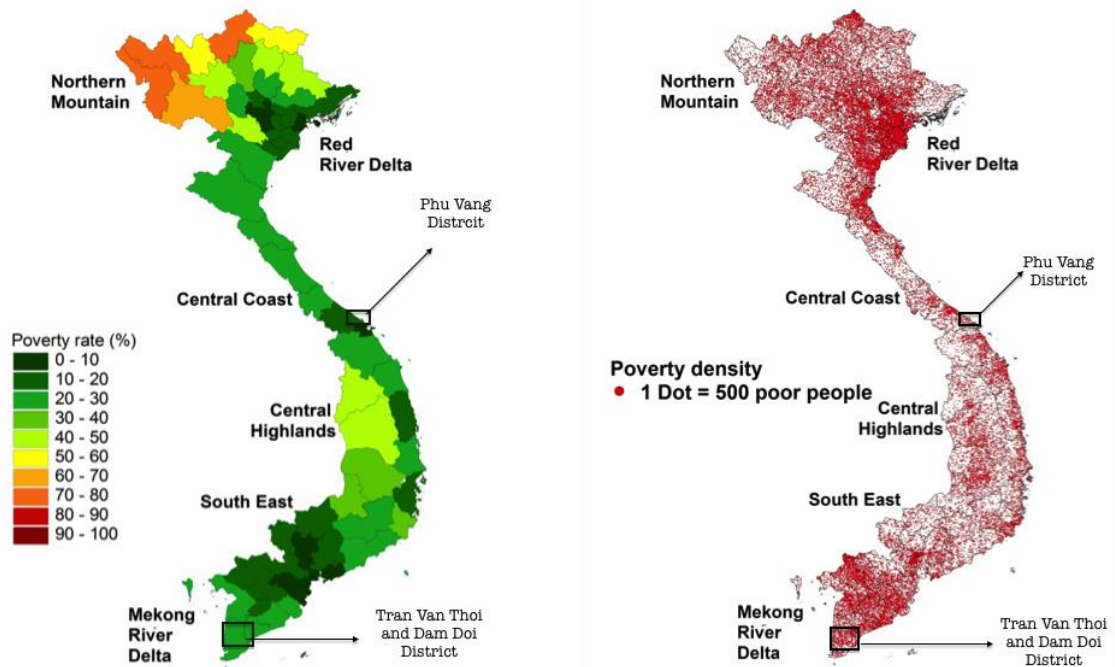 Northern
Mountain
Red
River Delta
Phu Vang
Distrcit
Central Coast
Poverty rate (%)
0 - 10
10 - 20
20 - 30
30 - 40
40 - 50
50 - 60
60 - 70
70 - 80
80 - 90
90 - 100
Central
Highlands
South East
Mekong
River
Delta
Tran Van Thoi
and Dam Doi
District
Northern
Mountain
Red
River Delta
Phu Vang
District
Central Coast
Poverty density
1 Dot = 500 poor people
Central
Highlands
South East
Mekong
River
Delta
Tran Van Thoi
and Dam Doi
District